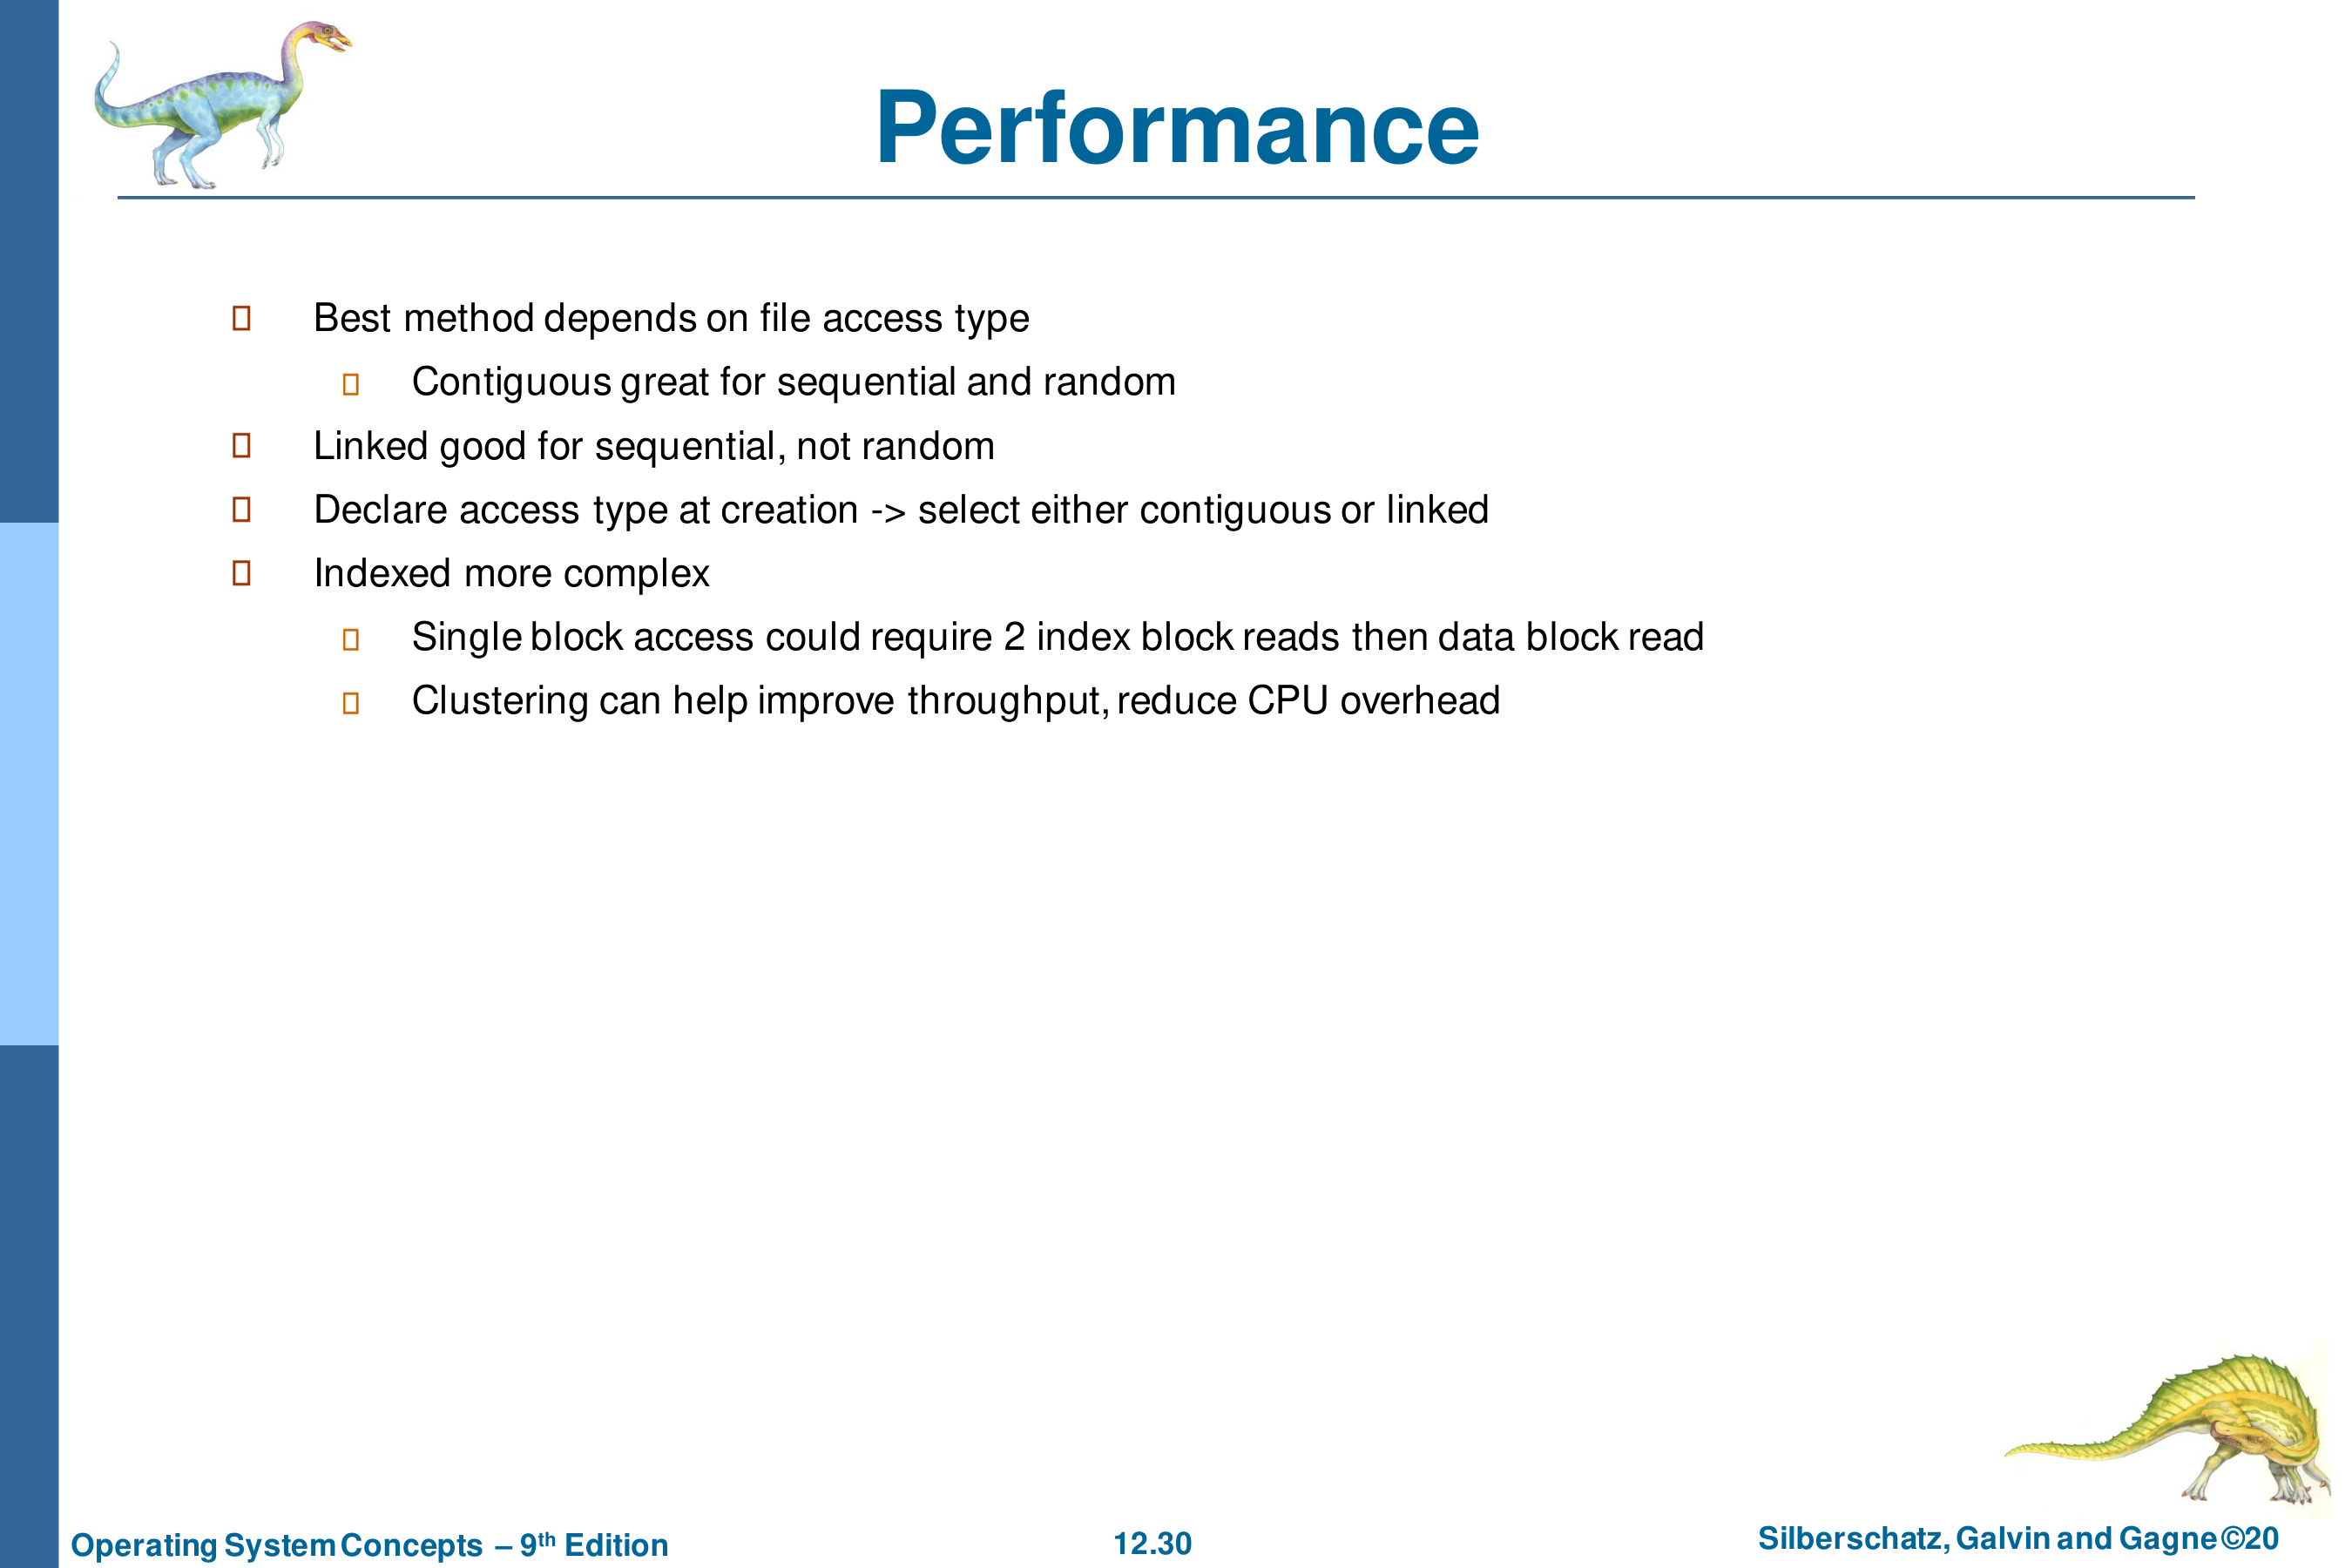 Performance
Best method depends on file access type
Contiguous great for sequential and random
Linked good for sequential, not random
Declare access type at creation -> select either contiguous or linked
Indexed more complex
Single block access could require 2 index block reads then data block read
Clustering can help improve throughput, reduce CPU overhead
Operating System Concepts – 9th Edition
12.30
Silberschatz, Galvin and Gagne ©20